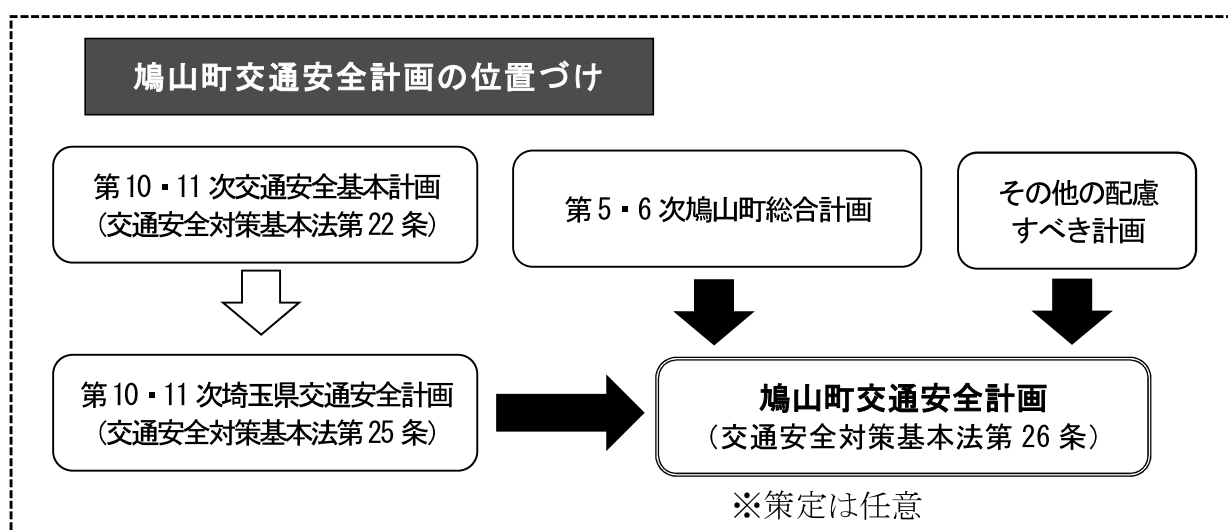 鳩山町交通安全計画の位置づけ
第10・11次交通安全基本計画
(交通安全対策基本法第22条)
第5・6次鳩山町総合計画
その他の配慮
すべき計画
第10・11次埼玉県交通安全計画
(交通安全対策基本法第25条)
鳩山町交通安全計画
(交通安全対策基本法第26条)
※策定は任意